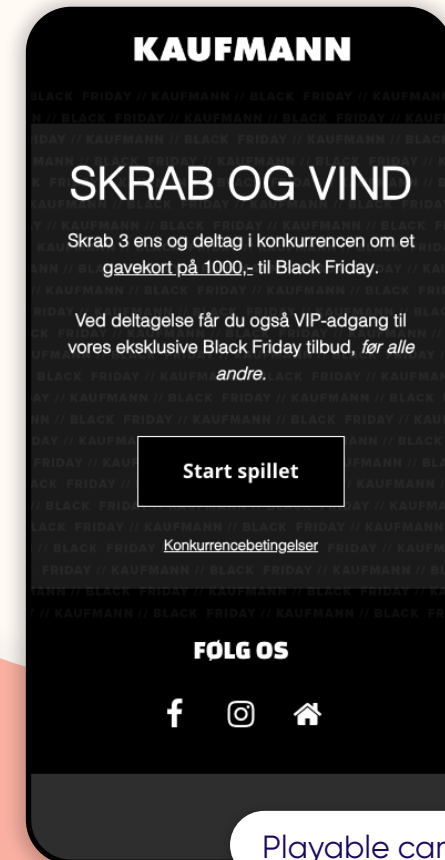 KAUFMANN
SKRAB OG VIND
Skrab 3 ens og deltag i konkurrencen om et
gavekort på 1000,- til Black Friday.
Ved deltagelse får du også VIP-adgang til
vores eksklusive Black Friday tilbud, før alle
andre.
Start spillet
Konkurrencebetingelser
FØLG OS
Playable